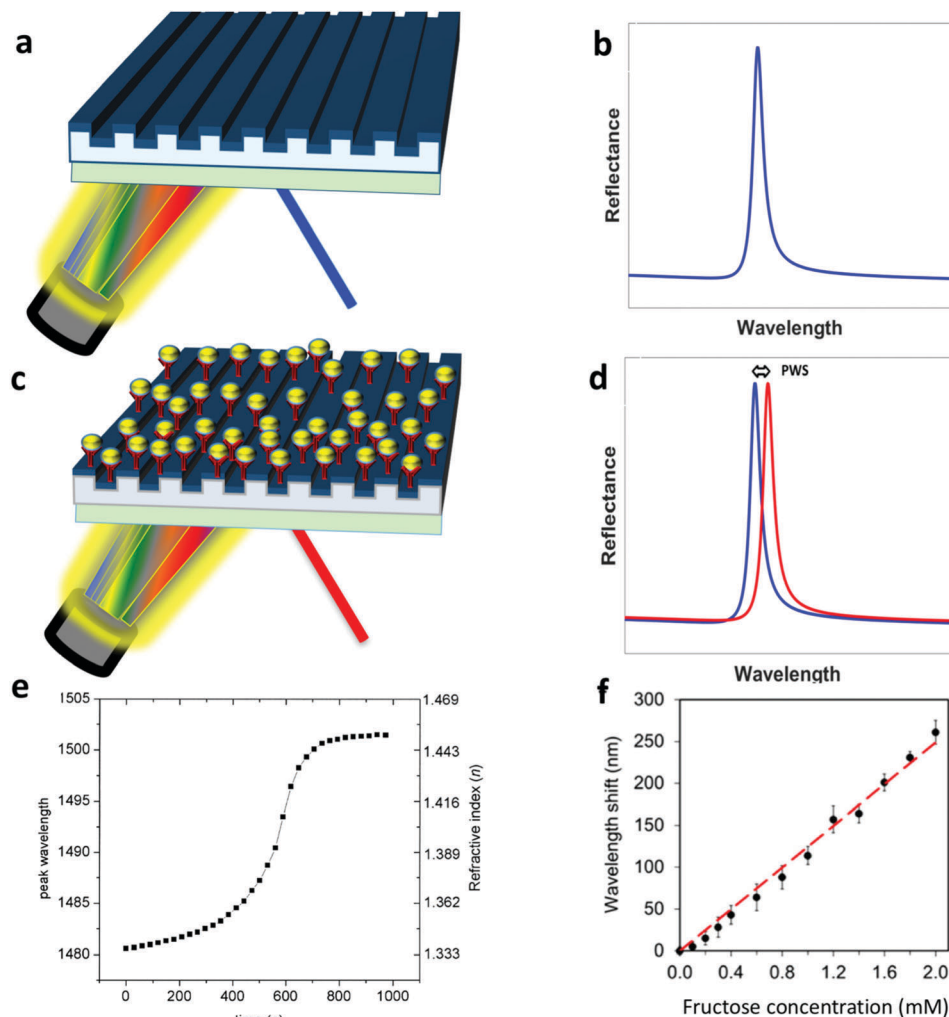 a
b
Reflectance
Wavelength
c
d
PWS
Reflectance
Wavelength
e
1505
1500
1495
1490
1485
1480
peak wavelength
1.469
1.443
1.416
1.389
1.362
1.333
Refractive index (n)
0 200 400 600 800 1000
f
300
250
200
150
100
50
0
Wavelength shift (nm)
0.0 0.4 0.8 1.2 1.6 2.0
Fructose concentration (mM)